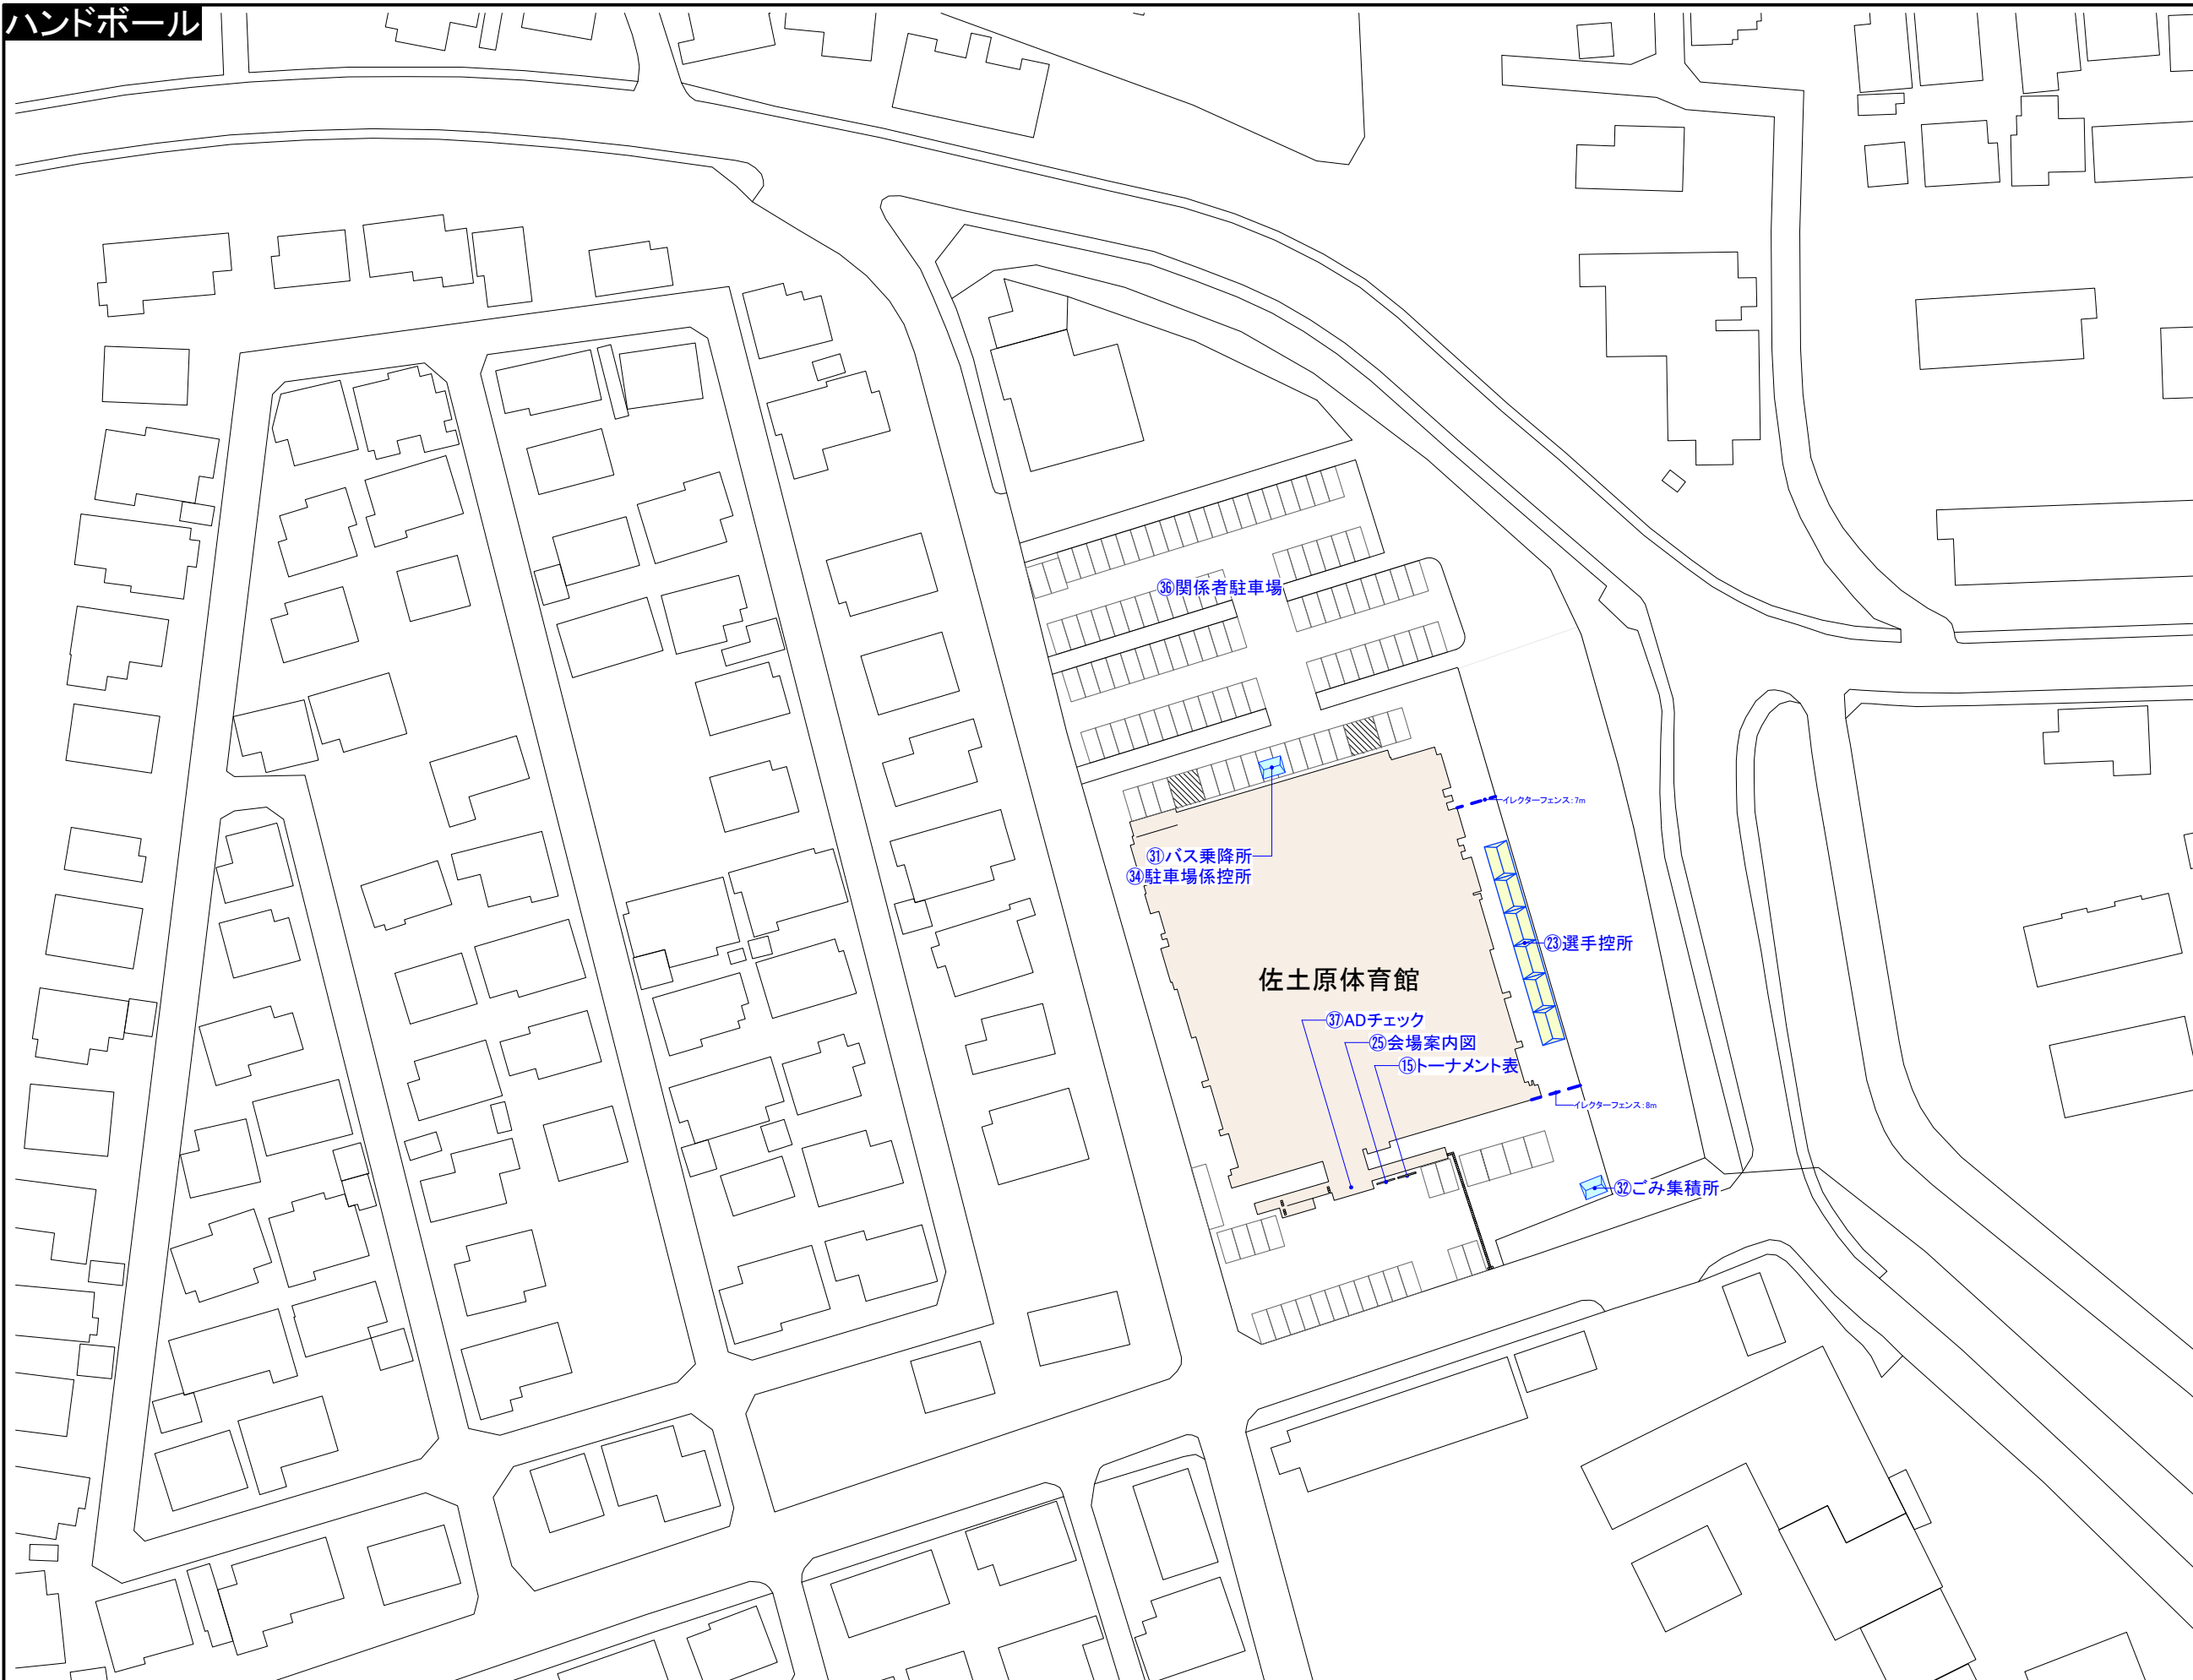 ハンドボール
㊱関係者駐車場
イレクターフェンス:7m
㉛バス乗降所
㉞駐車場係控所
㉓選手控所
佐土原体育館
㊲ADチェック
㉕会場案内図
⑮トーナメント表
イレクターフェンス:8m
㉜ごみ集積所